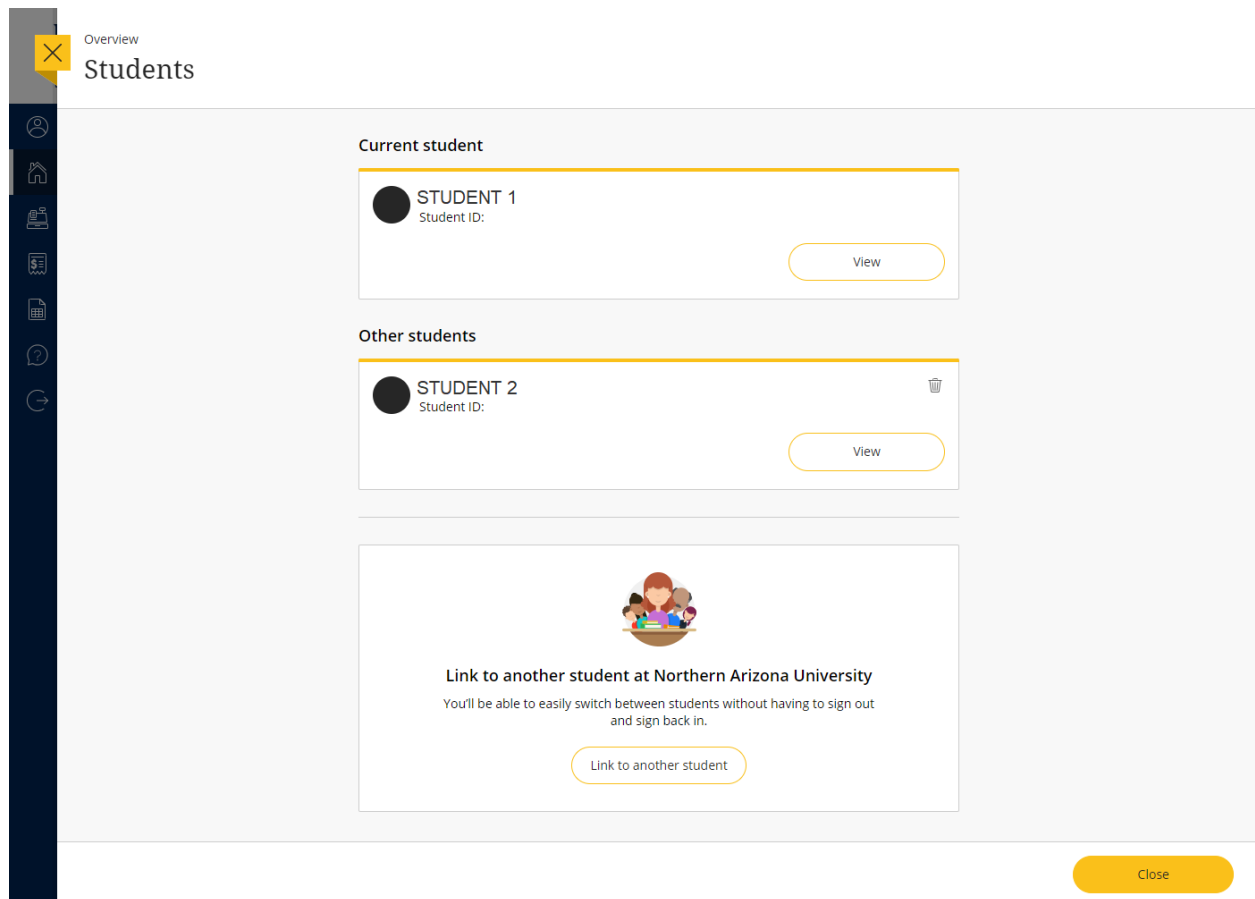 Overview
Students
Current student
STUDENT 1
Student ID:
View
Other students
STUDENT 2
Student ID:
View
Link to another student at Northern Arizona University
You'll be able to easily switch between students without having to sign out
and sign back in.
Link to another student
Close